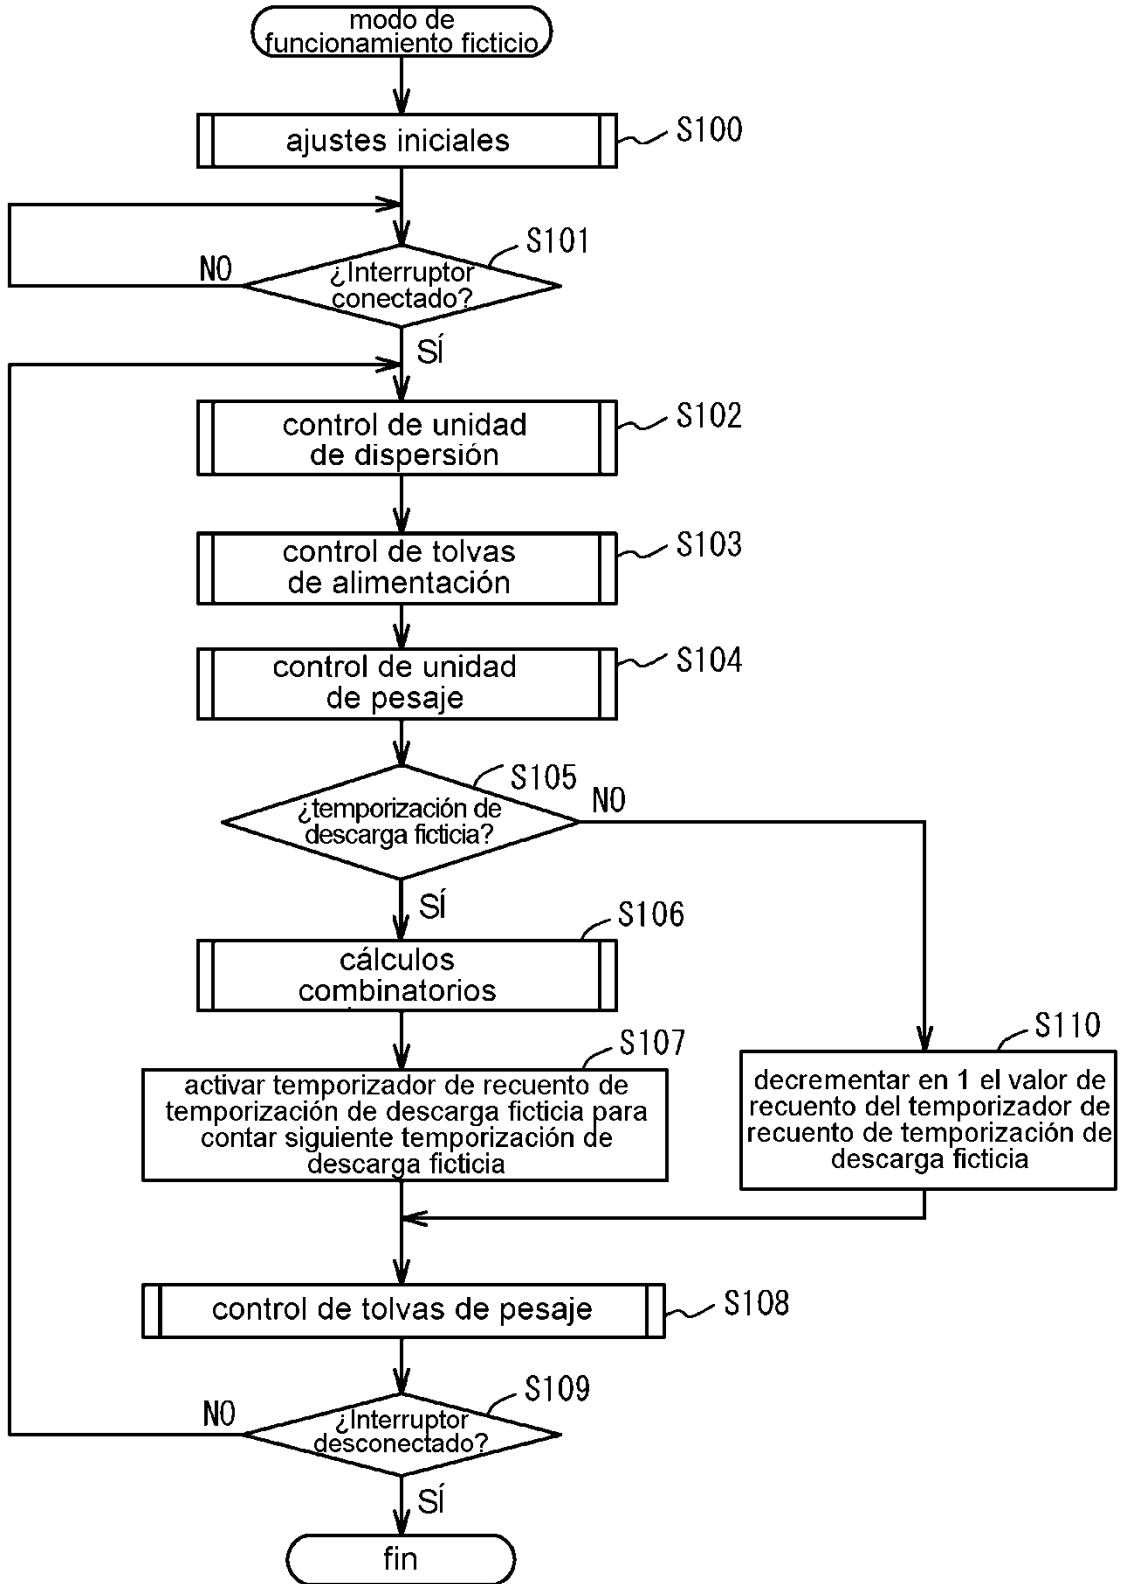 modo de
funcionamiento ficticio
ajustes iniciales
S100
S101
NO
¿Interruptor
conectado?
SÍ
control de unidad
de dispersión
S102
control de tolvas
de alimentación
S103
control de unidad
de pesaje
S104
S105
¿temporización de
descarga ficticia?
NO
SÍ
S106
cálculos
combinatorios
S107
activar temporizador de recuento de
temporización de descarga ficticia para
contar siguiente temporización de
descarga ficticia
S110
decrementar en 1 el valor de
recuento del temporizador de
recuento de temporización de
descarga ficticia
control de tolvas de pesaje
S108
S109
NO
¿Interruptor
desconectado?
SÍ
fin